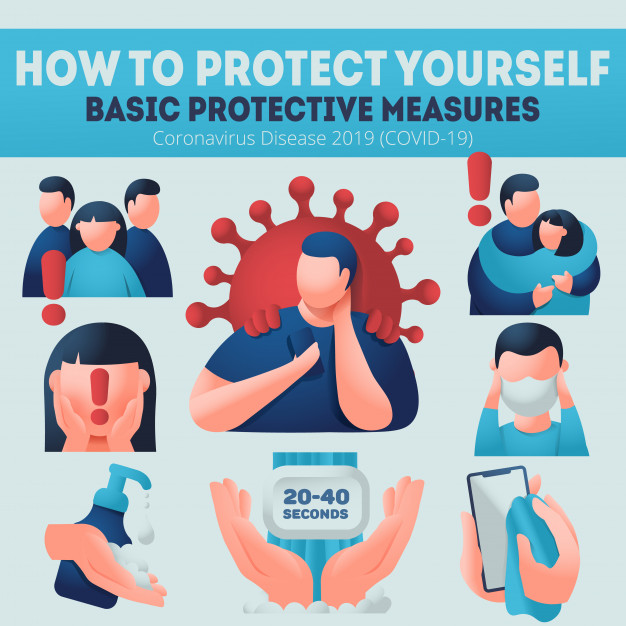 HOW TO PROTECT YOURSELF
BASIC PROTECTIVE MEASURES
Coronavirus Disease 2019 (COVID-19)
!
!
!
20-40
SECONDS